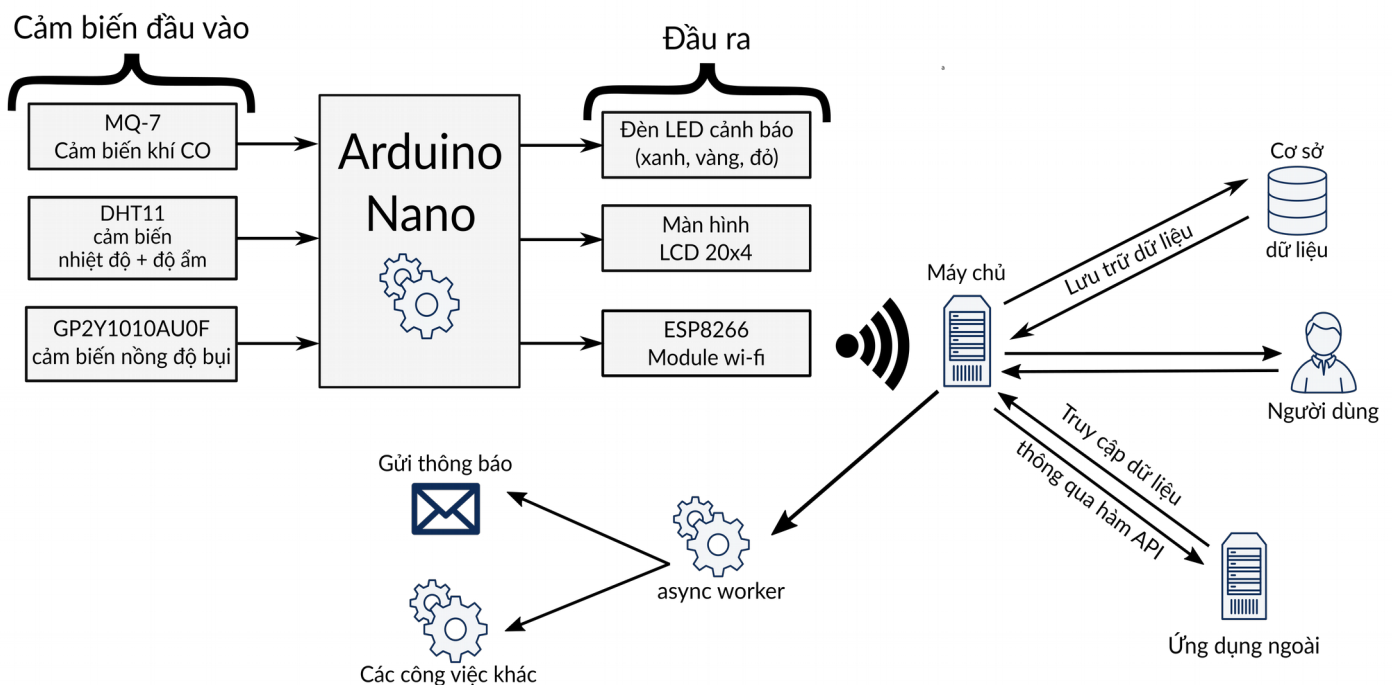 Cảm biến đầu vào
MQ-7
Cảm biến khí CO
DHT11
cảm biến
nhiệt độ + độ ẩm
GP2Y1010AU0F
cảm biến nồng độ bụi
Arduino
Nano
Đầu ra
Đèn LED cảnh báo
(xanh, vàng, đỏ)
Màn hình
LCD 20x4
ESP8266
Module wi-fi
Máy chủ
Cơ sở
dữ liệu
Lưu trữ dữ liệu
Người dùng
Truy cập dữ liệu
thông qua hàm API
Ứng dụng ngoài
async worker
Gửi thông báo
Các công việc khác